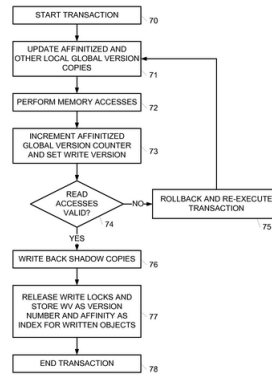 START TRANSACTION
70
UPDATE AFFINITIZED AND
OTHER LOCAL GLOBAL VERSION
COPIES
71
PERFORM MEMORY ACCESSES
72
INCREMENT AFFINITIZED
GLOBAL VERSION COUNTER
AND SET WRITE VERSION
73
READ
ACCESSES
VALID?
74
NO
ROLLBACK AND RE-EXECUTE
TRANSACTION
75
YES
WRITE BACK SHADOW COPIES
76
RELEASE WRITE LOCKS AND
STORE WV AS VERSION
NUMBER AND AFFINITY AS
INDEX FOR WRITTEN OBJECTS
77
END TRANSACTION
78